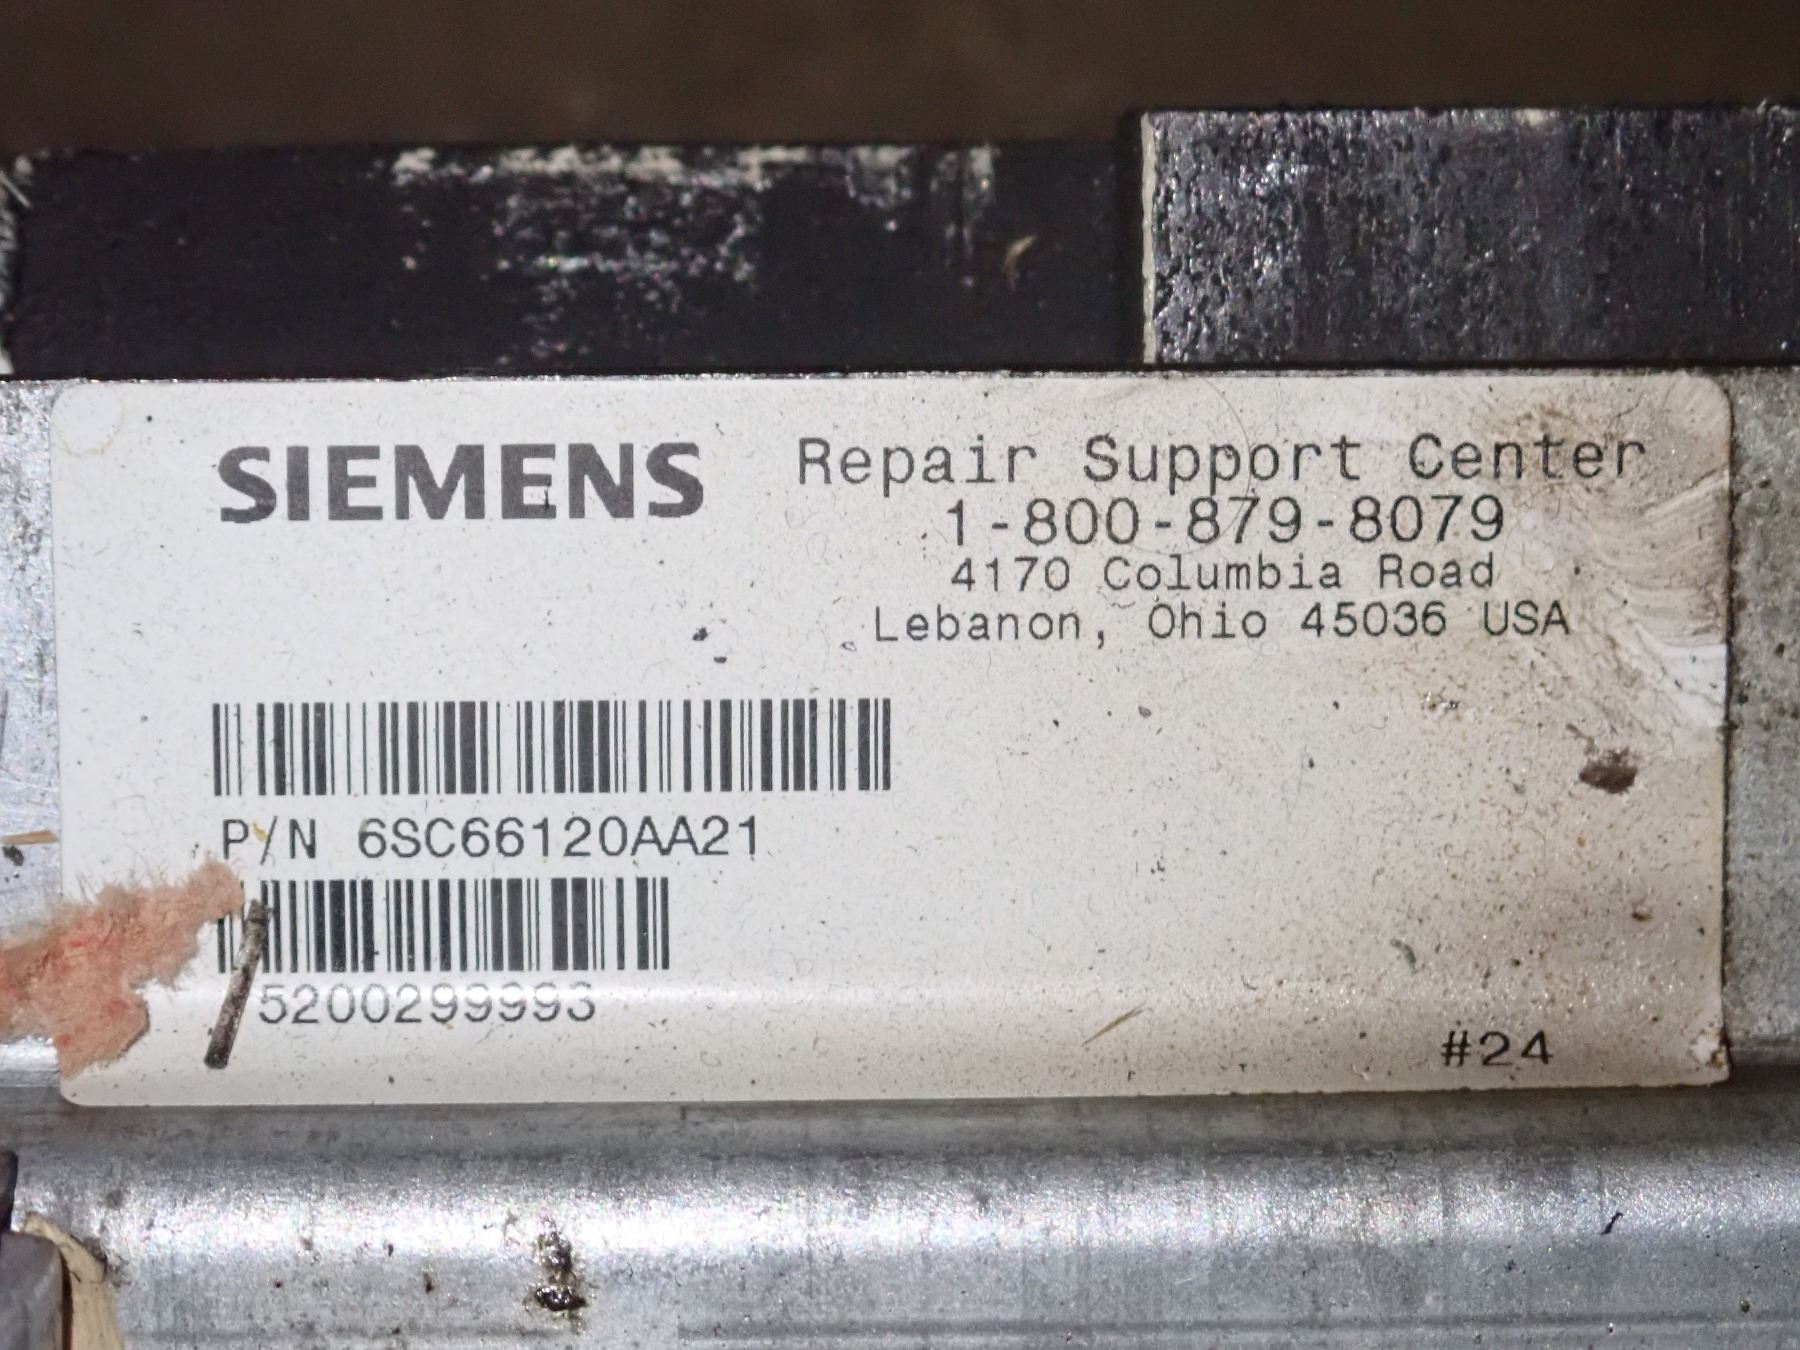 SIEMENS
Repair Support Center
1-800-879-8079
4170 Columbia Road
Lebanon, Ohio 45036 USA
P/N 6SC66120AA21
5200299993
#24